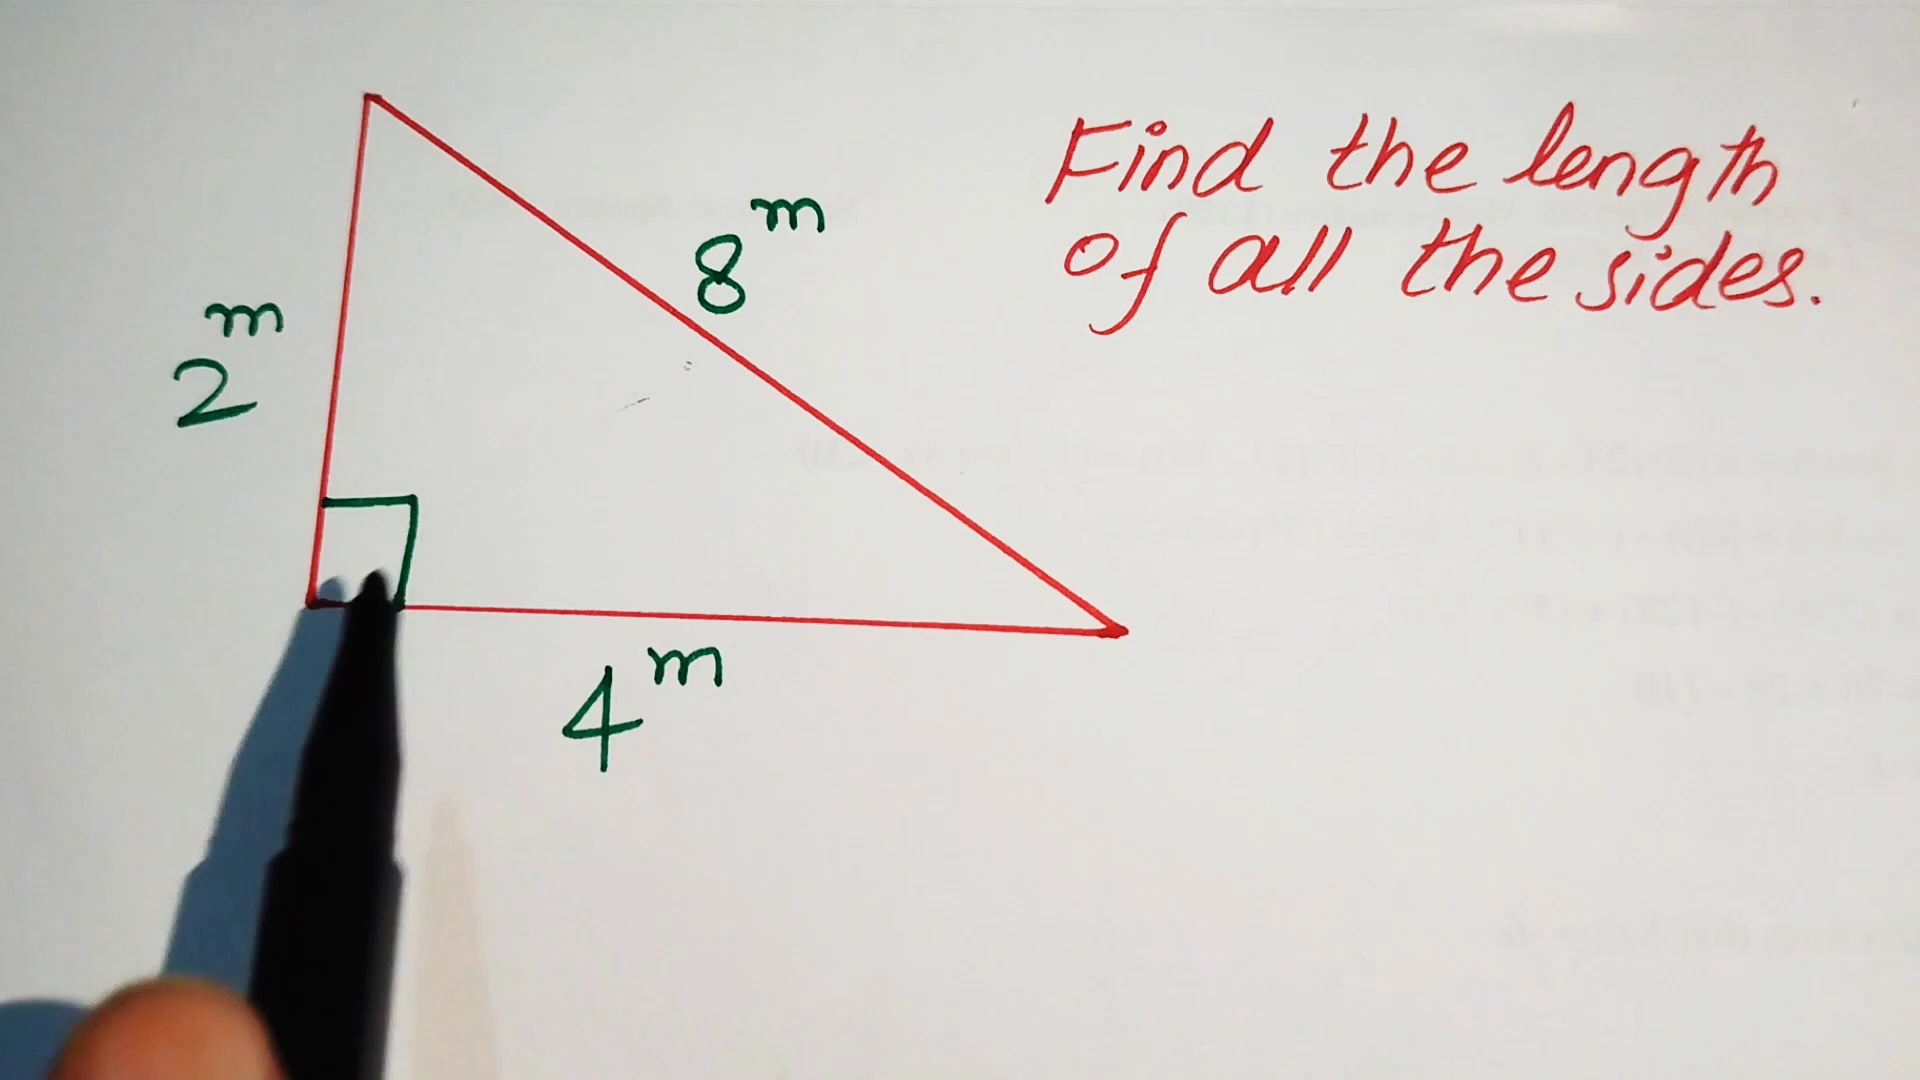 Find the length
of all the sides.
8^m
2^m
4^m